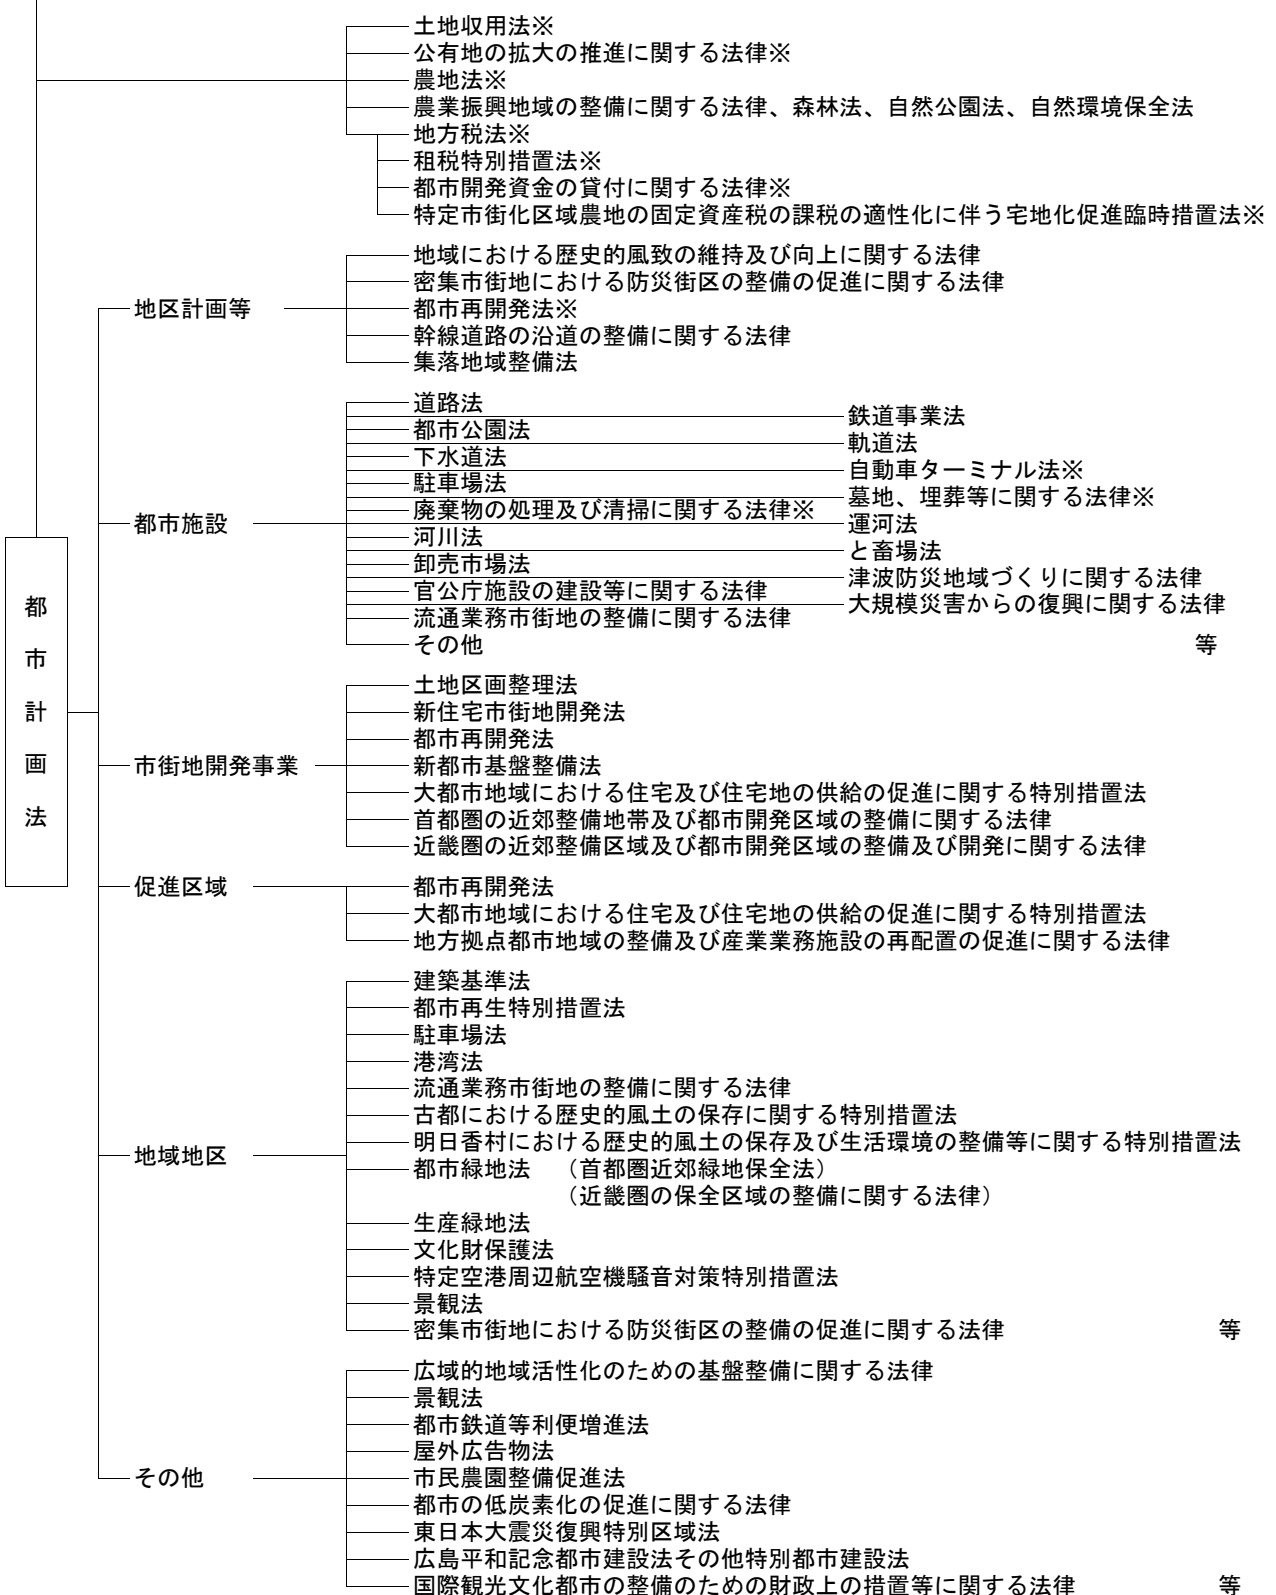 土地収用法※
公有地の拡大の推進に関する法律※
農地法※
農業振興地域の整備に関する法律、森林法、自然公園法、自然環境保全法
地方税法※
租税特別措置法※
都市開発資金の貸付に関する法律※
特定市街化区域農地の固定資産税の課税の適性化に伴う宅地化促進臨時措置法※
都市計画法
地区計画等
地域における歴史的風致の維持及び向上に関する法律
密集市街地における防災街区の整備の促進に関する法律
都市再開発法※
幹線道路の沿道の整備に関する法律
集落地域整備法
都市施設
道路法
鉄道事業法
都市公園法
軌道法
下水道法
自動車ターミナル法※
駐車場法
墓地、埋葬等に関する法律※
廃棄物の処理及び清掃に関する法律※
運河法
河川法
と畜場法
卸売市場法
津波防災地域づくりに関する法律
官公庁施設の建設等に関する法律
大規模災害からの復興に関する法律
流通業務市街地の整備に関する法律
その他 等
市街地開発事業
土地区画整理法
新住宅市街地開発法
都市再開発法
新都市基盤整備法
大都市地域における住宅及び住宅地の供給の促進に関する特別措置法
首都圏の近郊整備地帯及び都市開発区域の整備に関する法律
近畿圏の近郊整備区域及び都市開発区域の整備及び開発に関する法律
促進区域
都市再開発法
大都市地域における住宅及び住宅地の供給の促進に関する特別措置法
地方拠点都市地域の整備及び産業業務施設の再配置の促進に関する法律
地域地区
建築基準法
都市再生特別措置法
駐車場法
港湾法
流通業務市街地の整備に関する法律
古都における歴史的風土の保存に関する特別措置法
明日香村における歴史的風土の保存及び生活環境の整備等に関する特別措置法
都市緑地法 （首都圏近郊緑地保全法）
（近畿圏の保全区域の整備に関する法律）
生産緑地法
文化財保護法
特定空港周辺航空機騒音対策特別措置法
景観法
密集市街地における防災街区の整備の促進に関する法律 等
その他
広域的地域活性化のための基盤整備に関する法律
景観法
都市鉄道等利便増進法
屋外広告物法
市民農園整備促進法
都市の低炭素化の促進に関する法律
東日本大震災復興特別区域法
広島平和記念都市建設法その他特別都市建設法
国際観光文化都市の整備のための財政上の措置等に関する法律 等